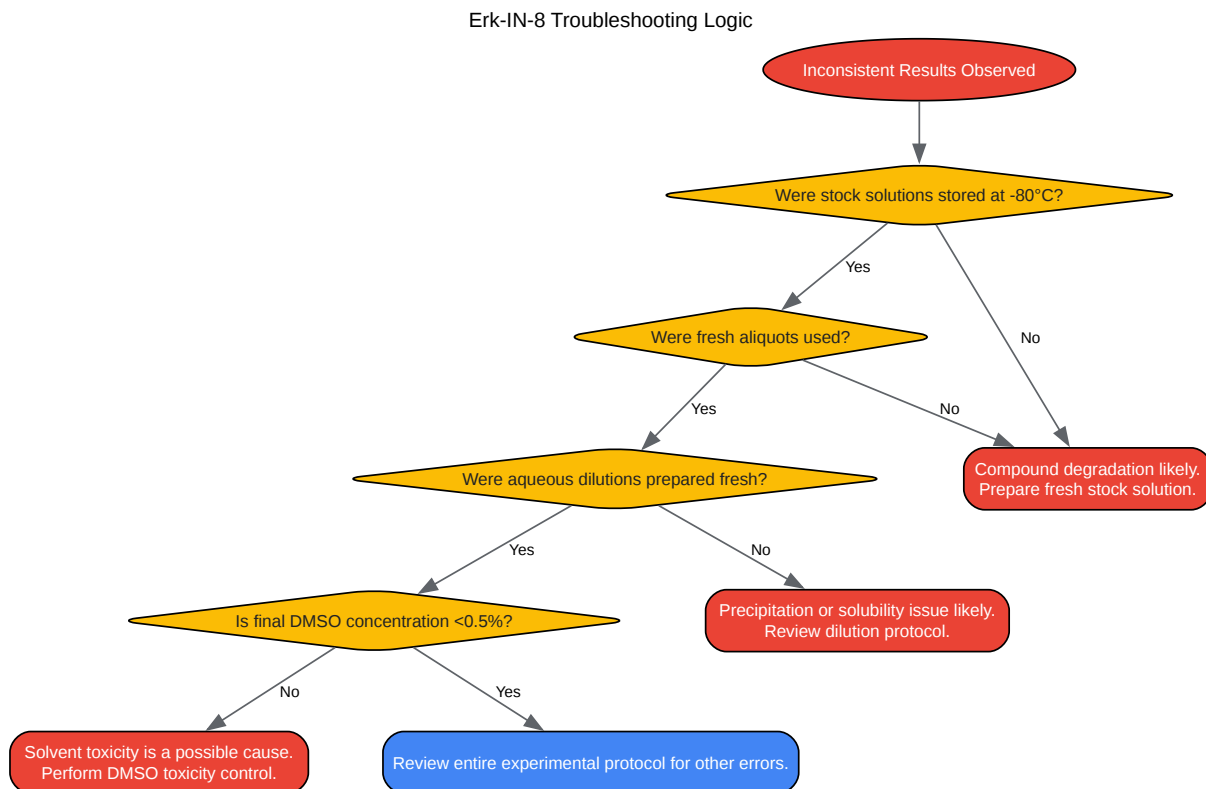 Erk-IN-8 Troubleshooting Logic
Inconsistent Results Observed
Were stock solutions stored at -80°C?
Yes
Were fresh aliquots used?
No
Yes
No
Were aqueous dilutions prepared fresh?
Compound degradation likely.
Prepare fresh stock solution.
Yes
No
Is final DMSO concentration <0.5%?
Precipitation or solubility issue likely.
Review dilution protocol.
No
Yes
Solvent toxicity is a possible cause.
Perform DMSO toxicity control.
Review entire experimental protocol for other errors.